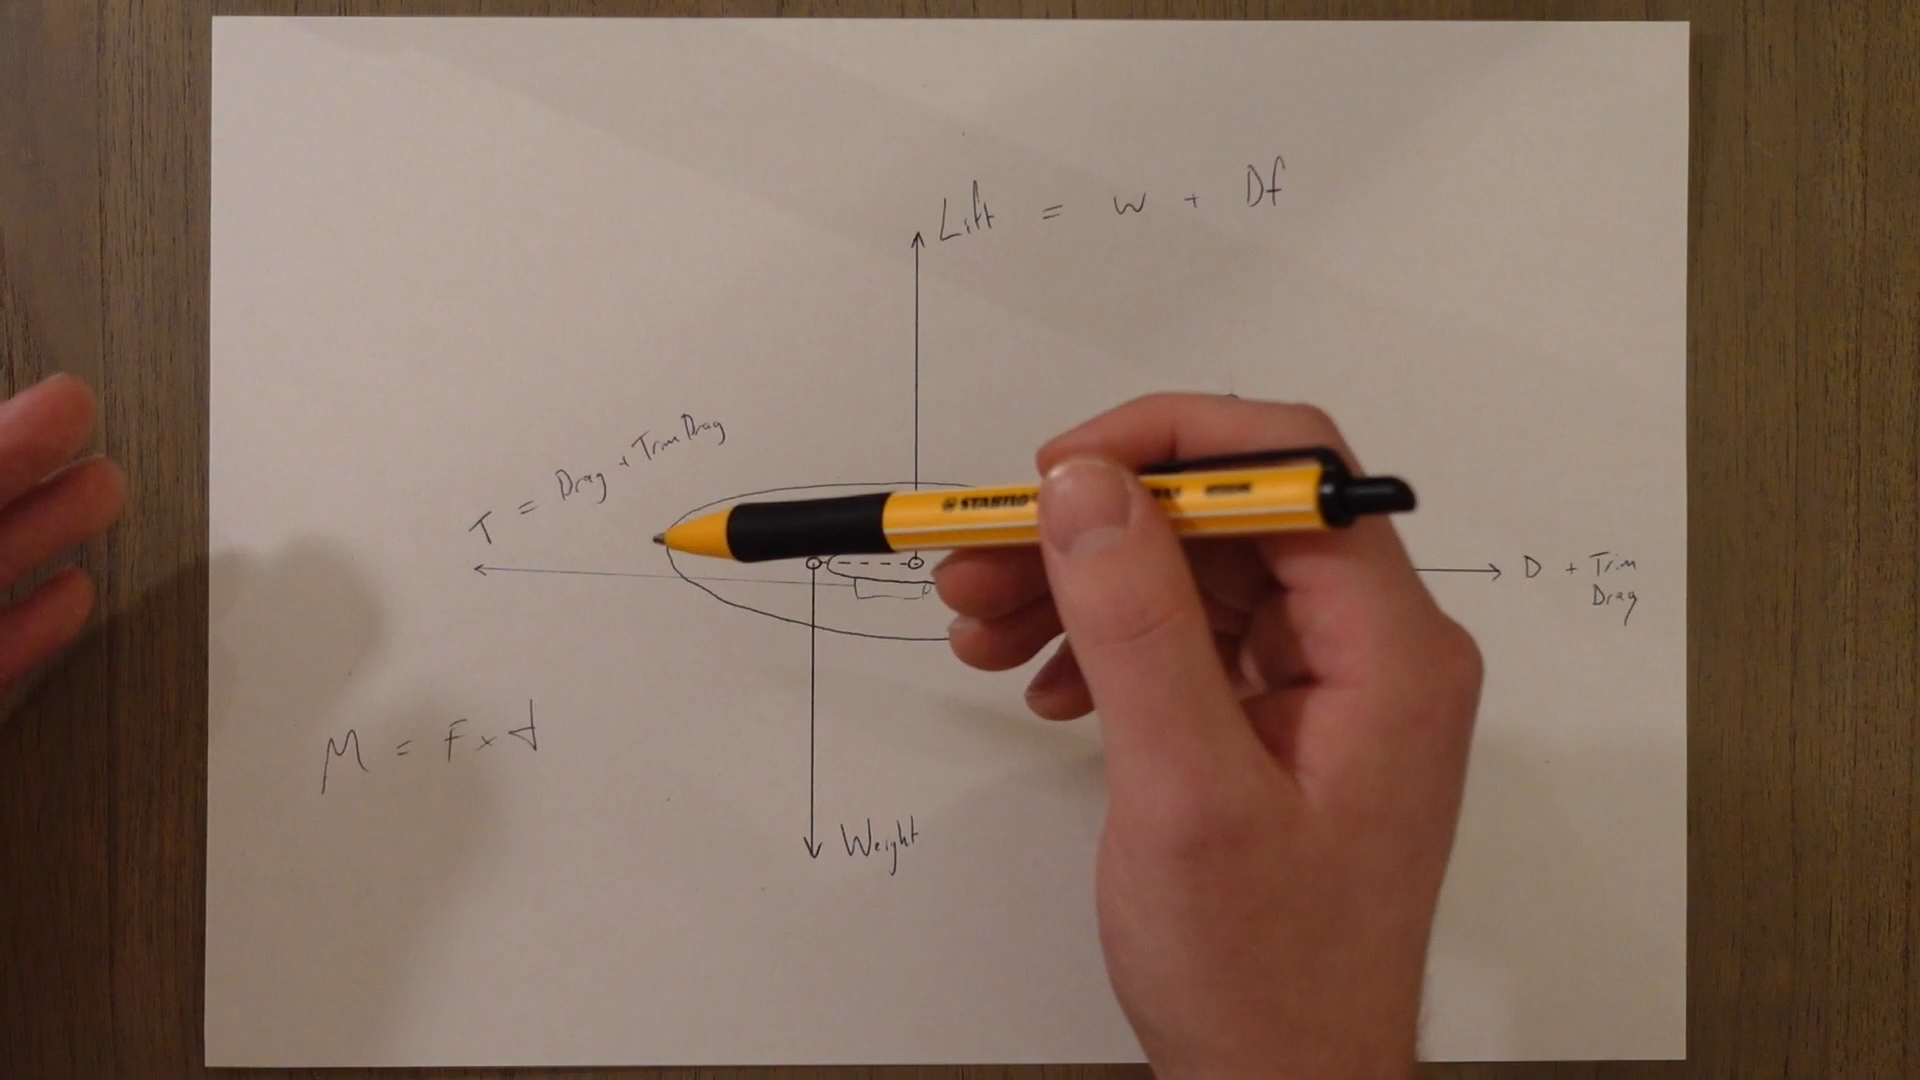 Lift = W + Df
T = Drag + Trim Drag
STABILO
D + Trim
Drag
M = F x d
Weight